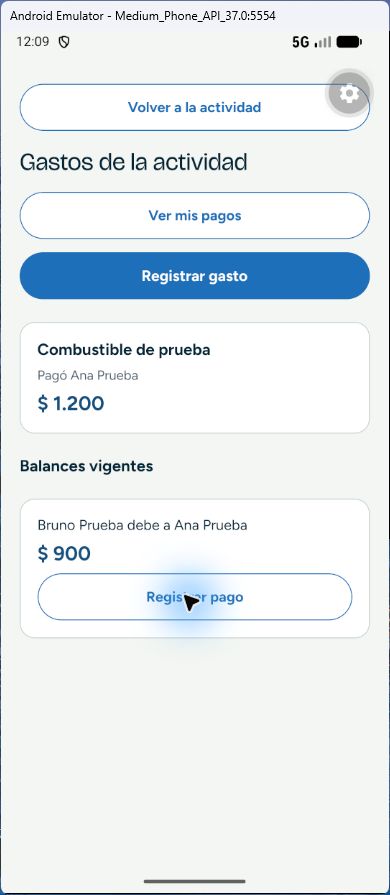 Android Emulator - Medium_Phone_API_37.0:5554
12:09 5G
Volver a la actividad
Gastos de la actividad
Ver mis pagos
Registrar gasto
Combustible de prueba
Pagó Ana Prueba
$ 1.200
Balances vigentes
Bruno Prueba debe a Ana Prueba
$ 900
Registrar pago